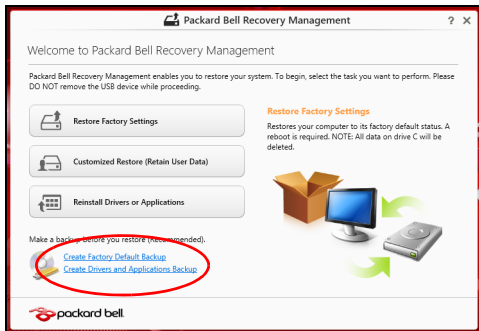 Packard Bell Recovery Management
? X
Welcome to Packard Bell Recovery Management
Packard Bell Recovery Management enables you to restore your system. To begin, select the task you want to perform. Please
DO NOT remove the USB device while proceeding.
Restore Factory Settings
Customized Restore (Retain User Data)
Reinstall Drivers or Applications
Restore Factory Settings
Restores your computer to its factory default status. A
reboot is required. NOTE: All data on drive C will be
deleted.
Make a backup before you restore (Recommended).
Create Factory Default Backup
Create Drivers and Applications Backup
packard bell